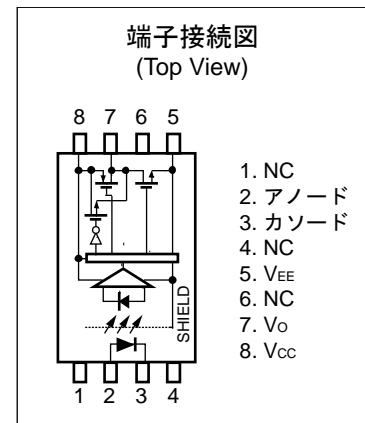 端子接続図
(Top View)
8 7 6 5
SHIELD
1 2 3 4
1. NC
2. アノード
3. カソード
4. NC
5. VEE
6. NC
7. VO
8. VCC